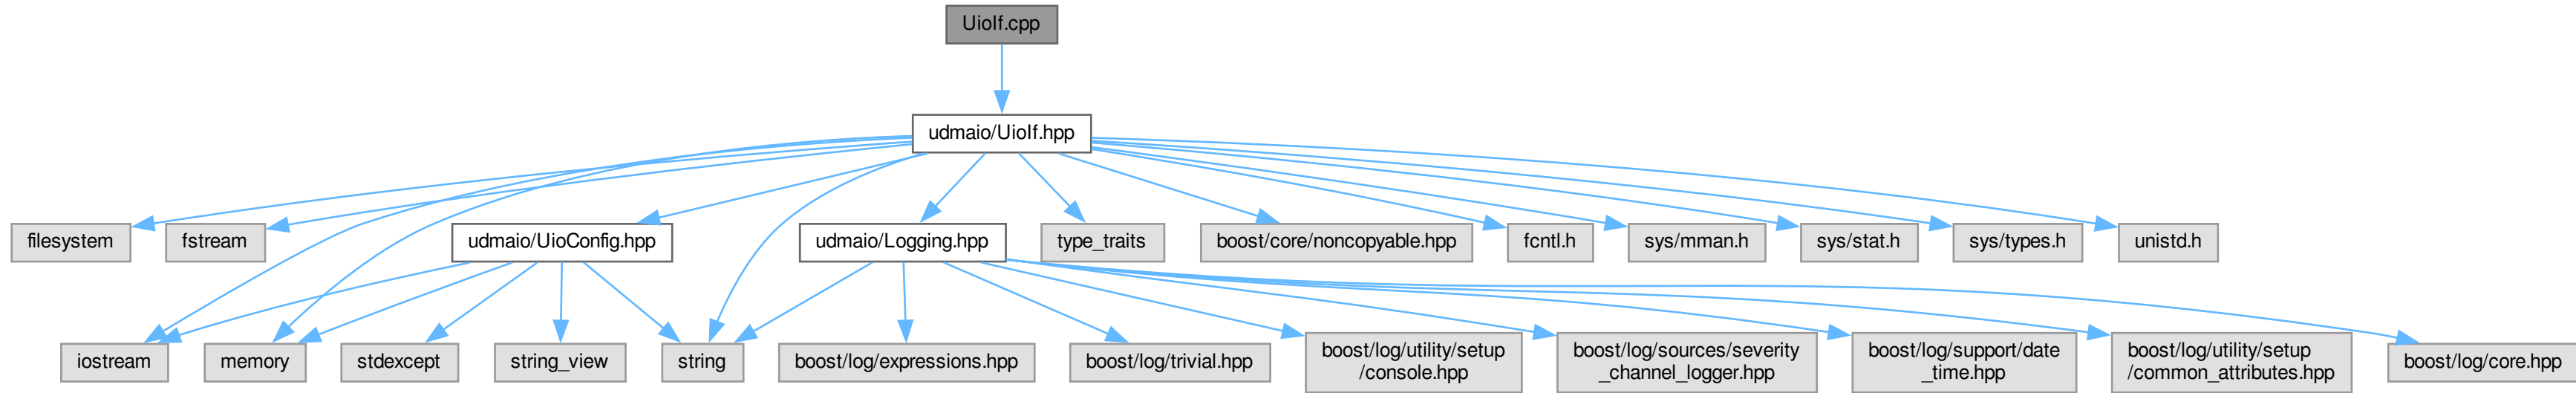 UioIf.cpp
udmaio/UioIf.hpp
filesystem
fstream
udmaio/UioConfig.hpp
udmaio/Logging.hpp
type_traits
boost/core/noncopyable.hpp
fcntl.h
sys/mman.h
sys/stat.h
sys/types.h
unistd.h
iostream
memory
stdexcept
string_view
string
boost/log/expressions.hpp
boost/log/trivial.hpp
boost/log/utility/setup
/console.hpp
boost/log/sources/severity
_channel_logger.hpp
boost/log/support/date
_time.hpp
boost/log/utility/setup
/common_attributes.hpp
boost/log/core.hpp